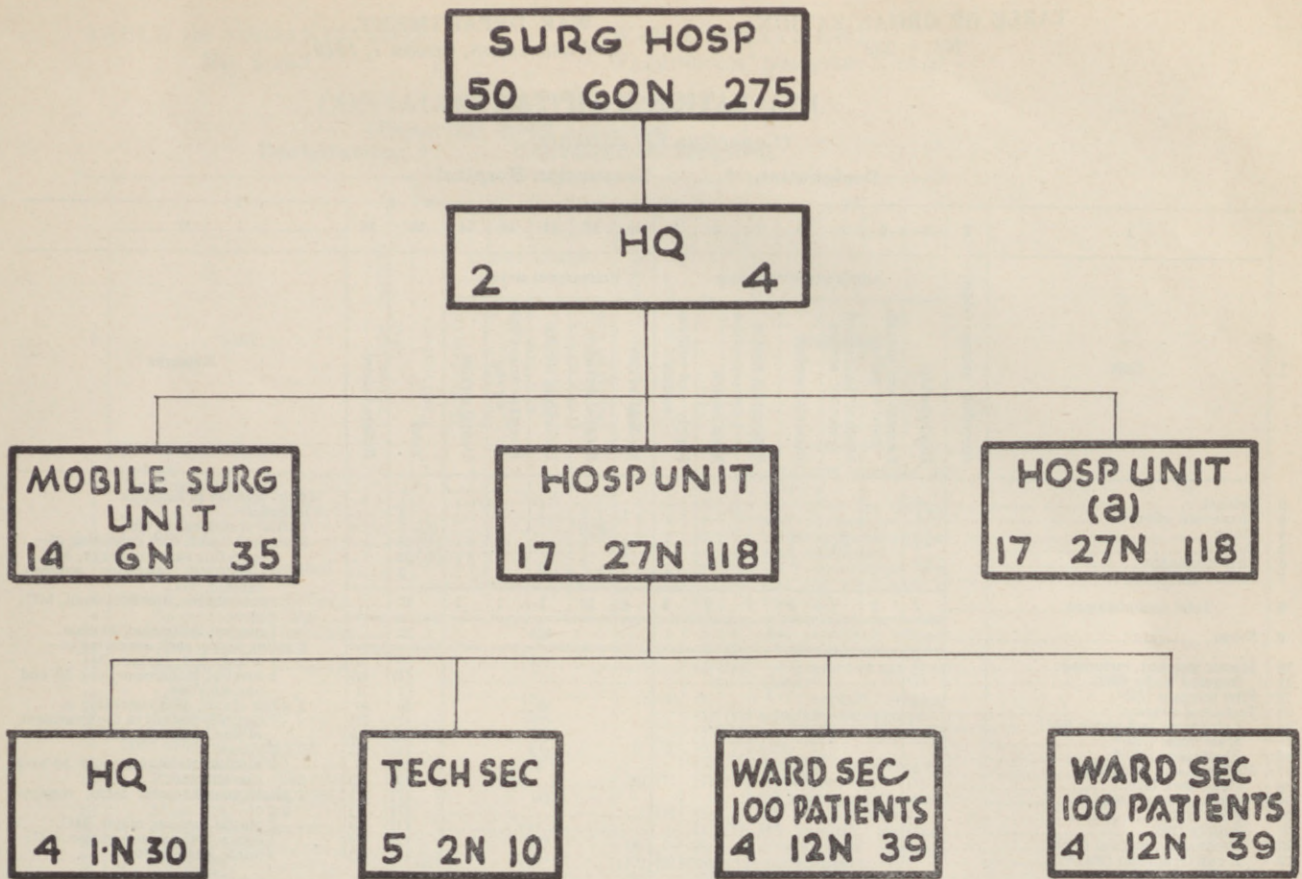 SURG HOSP
50 60N 275
HQ
2 4
MOBILE SURG
UNIT
14 6N 35
HOSP UNIT
17 27N 118
HOSP UNIT
(a)
17 27N 118
HQ
4 1·N 30
TECH SEC
5 2N 10
WARD SEC
100 PATIENTS
4 12N 39
WARD SEC
100 PATIENTS
4 12N 39